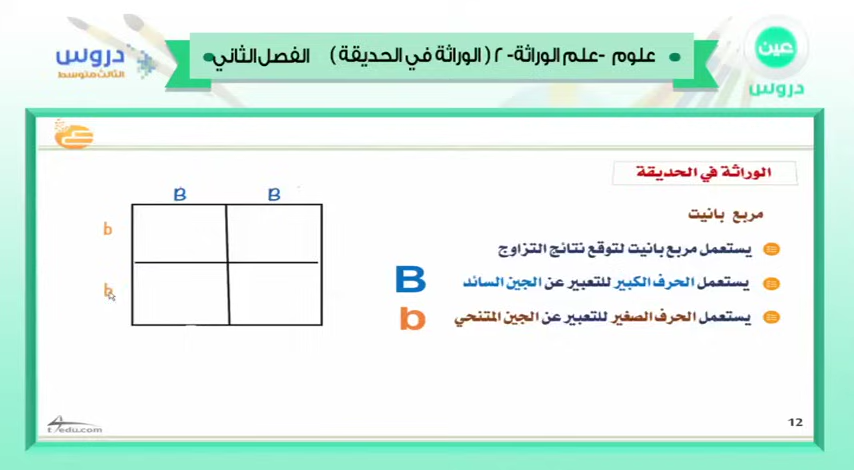 علوم -علم الوراثة- ٢ ( الوراثة في الحديقة ) الفصل الثاني
عين
دروس
دروس
الثالث متوسط
الوراثة في الحديقة
مربع بانيت
يستعمل مربع بانيت لتوقع نتائج التزاوج
يستعمل الحرف الكبير للتعبير عن الجين السائد B
يستعمل الحرف الصغير للتعبير عن الجين المتنحي b
B B
b
b
12